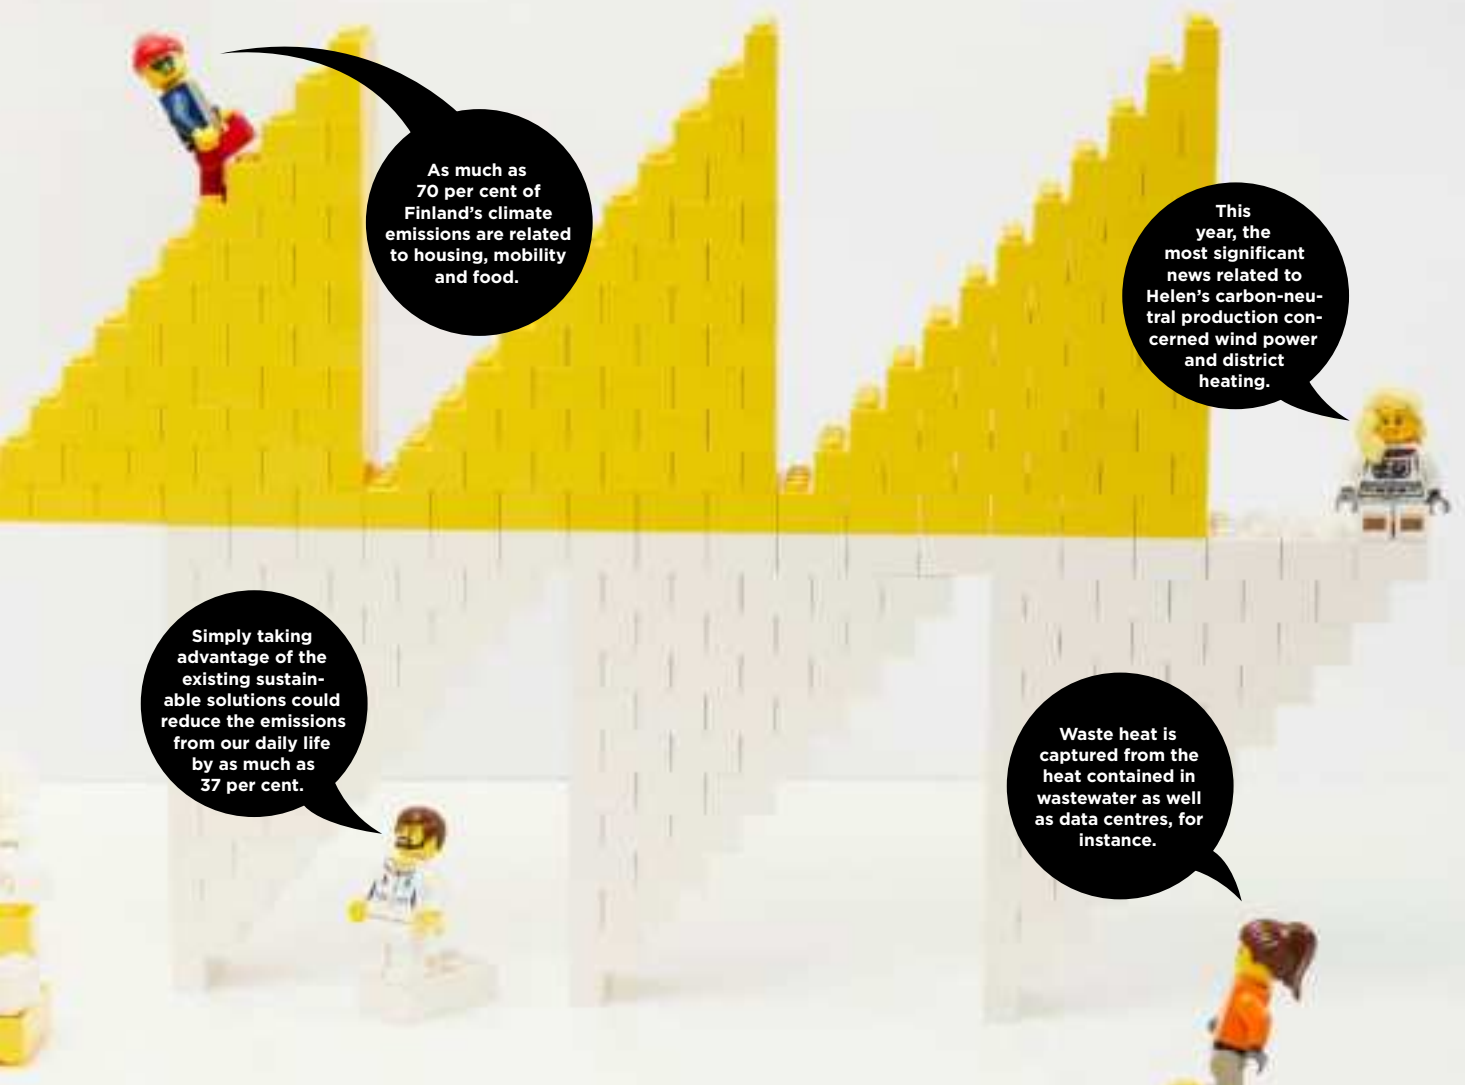 As much as
70 per cent of
Finland's climate
emissions are related
to housing, mobility
and food.
This
year, the
most significant
news related to
Helen's carbon-neu-
tral production con-
cerned wind power
and district
heating.
Simply taking
advantage of the
existing sustain-
able solutions could
reduce the emissions
from our daily life
by as much as
37 per cent.
Waste heat is
captured from the
heat contained in
wastewater as well
as data centres, for
instance.